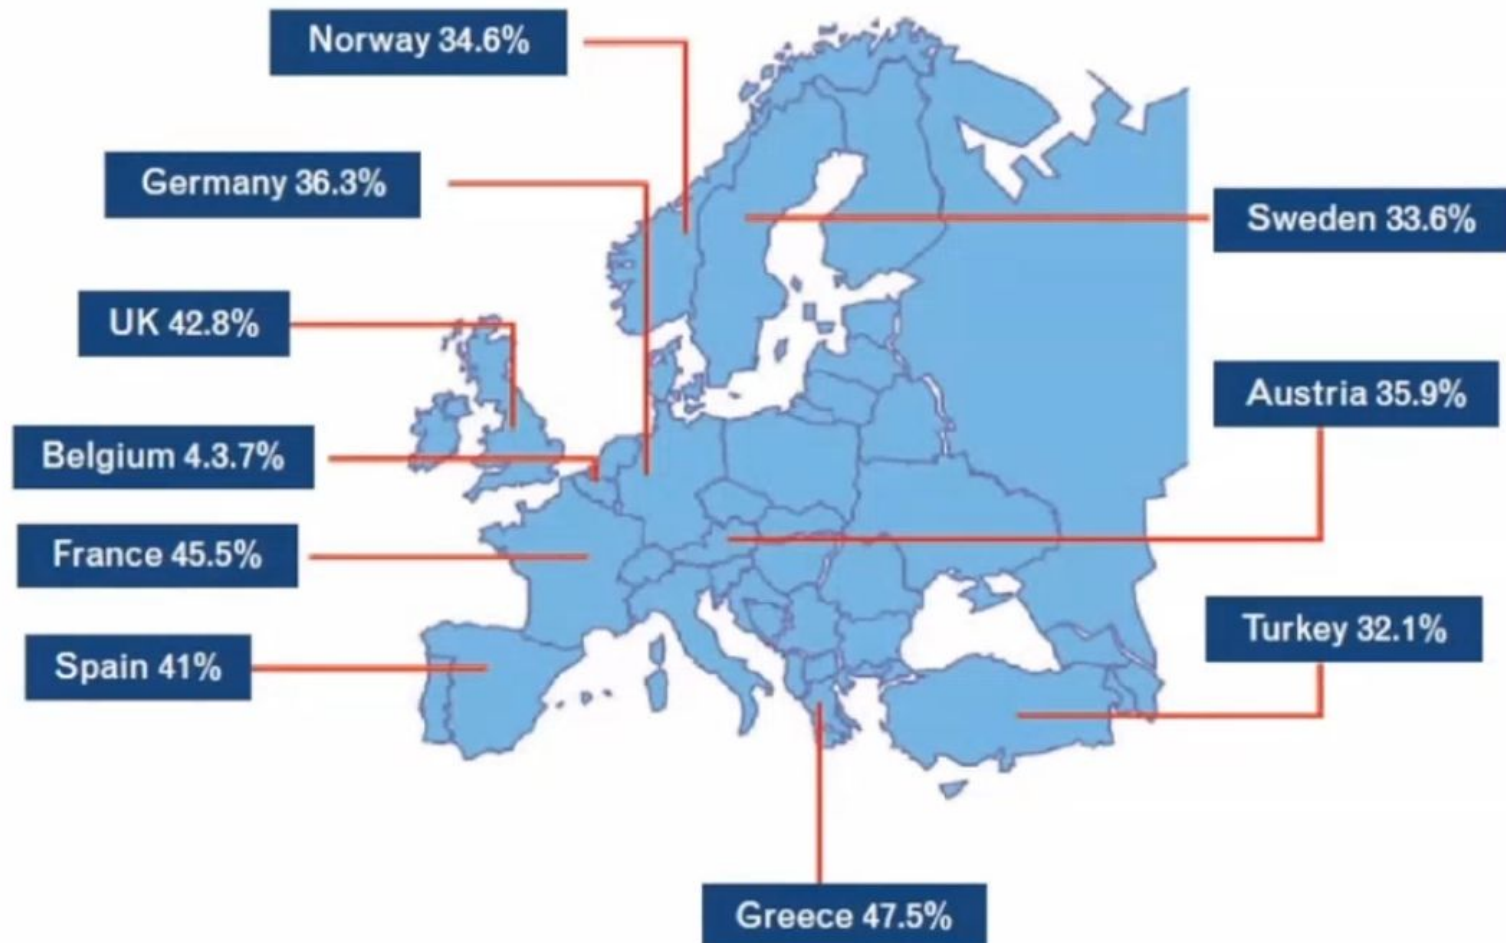 Norway 34.6%
Germany 36.3%
Sweden 33.6%
UK 42.8%
Austria 35.9%
Belgium 4.3.7%
France 45.5%
Turkey 32.1%
Spain 41%
Greece 47.5%